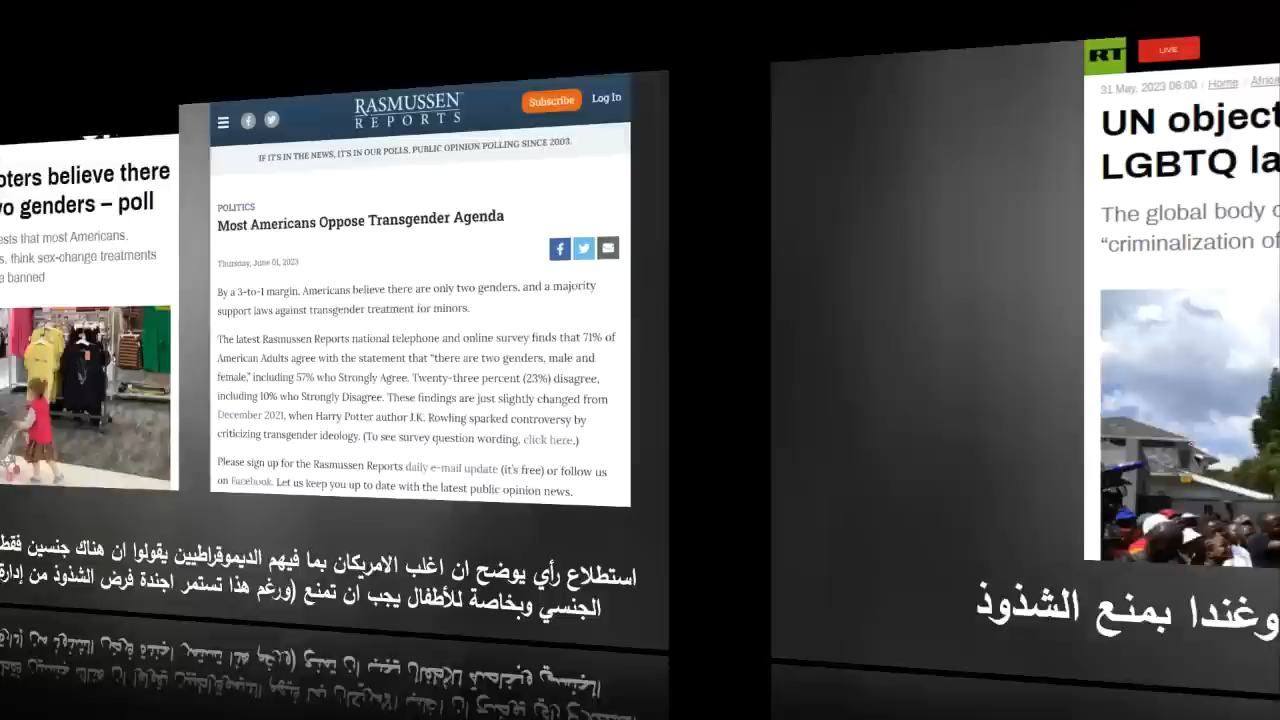 oters believe there
o genders – poll
ests that most Americans.
s, think sex-change treatments
e banned
RASMUSSEN
REPORTS
Subscribe
Log In
IF IT'S IN THE NEWS, IT'S IN OUR POLLS. PUBLIC OPINION POLLING SINCE 2003.
POLITICS
Most Americans Oppose Transgender Agenda
Thursday, June 01, 2023
By a 3-to-1 margin, Americans believe there are only two genders, and a majority
support laws against transgender treatment for minors.
The latest Rasmussen Reports national telephone and online survey finds that 71% of
American Adults agree with the statement that "there are two genders, male and
female," including 57% who Strongly Agree. Twenty-three percent (23%) disagree,
including 10% who Strongly Disagree. These findings are just slightly changed from
December 2021, when Harry Potter author J.K. Rowling sparked controversy by
criticizing transgender ideology. (To see survey question wording, click here.)
Please sign up for the Rasmussen Reports daily e-mail update (it's free) or follow us
on Facebook. Let us keep you up to date with the latest public opinion news.
استطلاع رأي يوضح ان اغلب الامريكان بما فيهم الديموقراطيين يقولوا ان هناك جنسين فقط
الجنسي وبخاصة للأطفال يجب ان تمنع (ورغم هذا تستمر اجندة فرض الشذوذ من إدارة
RT
LIVE
31 May, 2023 06:00 / Home /
UN object
LGBTQ la
The global body
"criminalization of
وغندا بمنع الشذوذ